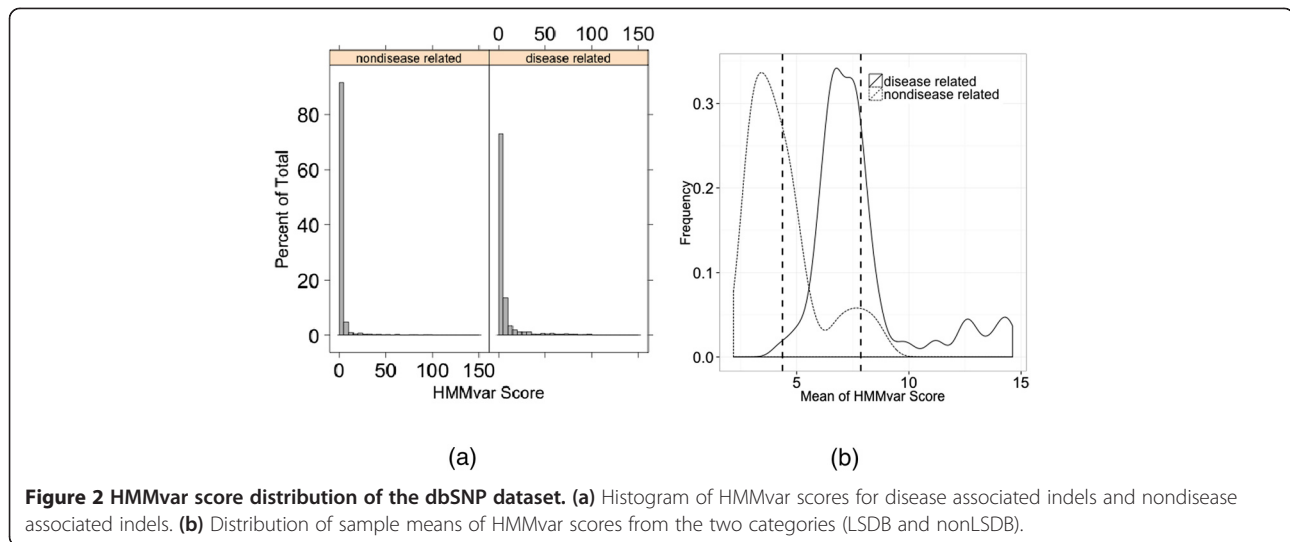 0 50 100 150
nondisease related disease related
80
60
40
20
0
Percent of Total
0 50 100 150
HMMvar Score
(a)
disease related
nondisease related
0.3
0.2
0.1
0.0
Frequency
5 10 15
Mean of HMMvar Score
(b)
Figure 2 HMMvar score distribution of the dbSNP dataset. (a) Histogram of HMMvar scores for disease associated indels and nondisease
associated indels. (b) Distribution of sample means of HMMvar scores from the two categories (LSDB and nonLSDB).